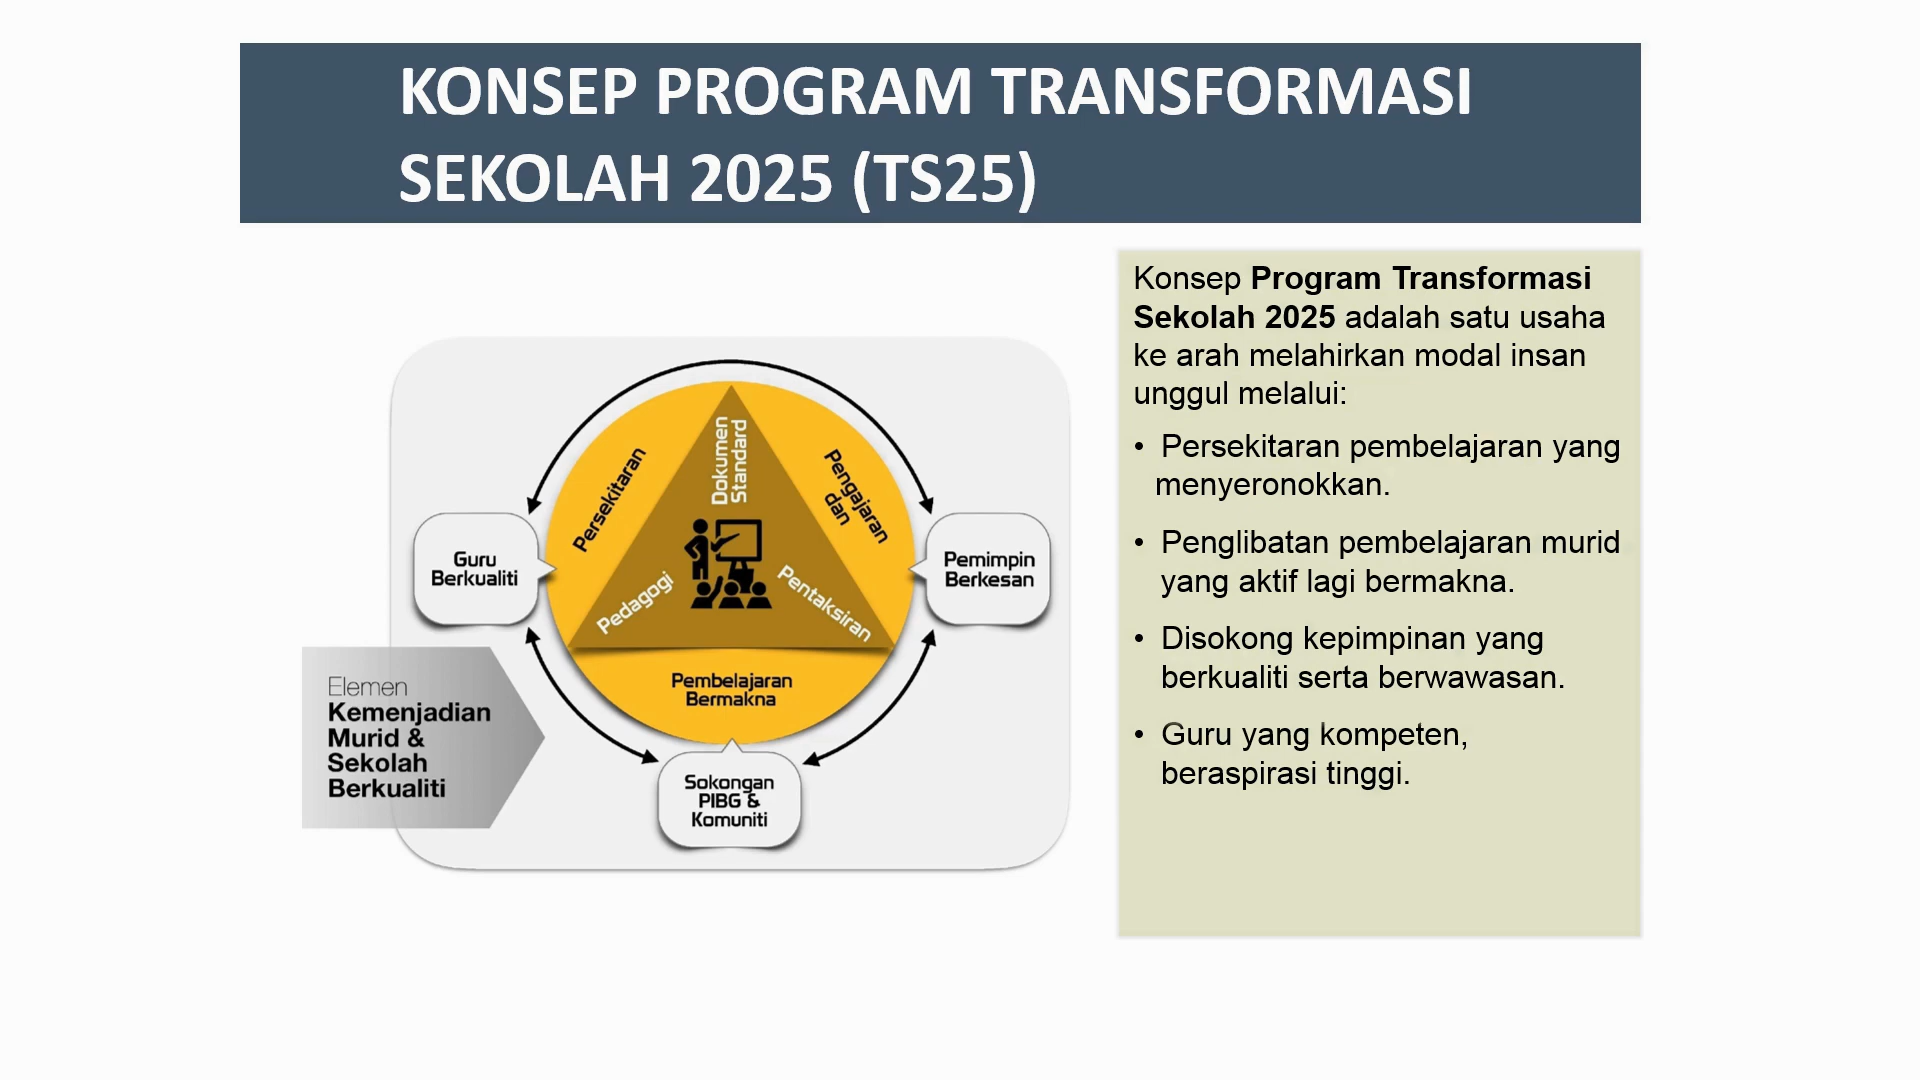 KONSEP PROGRAM TRANSFORMASI
SEKOLAH 2025 (TS25)
Dokumen
Standard
Persekitaran
Pengajaran
dan
Pedagogi
Pentaksiran
Pembelajaran
Bermakna
Guru
Berkualiti
Pemimpin
Berkesan
Sokongan
PIBG &
Komuniti
Elemen
Kemenjadian
Murid &
Sekolah
Berkualiti
Konsep Program Transformasi
Sekolah 2025 adalah satu usaha
ke arah melahirkan modal insan
unggul melalui:
• Persekitaran pembelajaran yang
menyeronokkan.
• Penglibatan pembelajaran murid
yang aktif lagi bermakna.
• Disokong kepimpinan yang
berkualiti serta berwawasan.
• Guru yang kompeten,
beraspirasi tinggi.